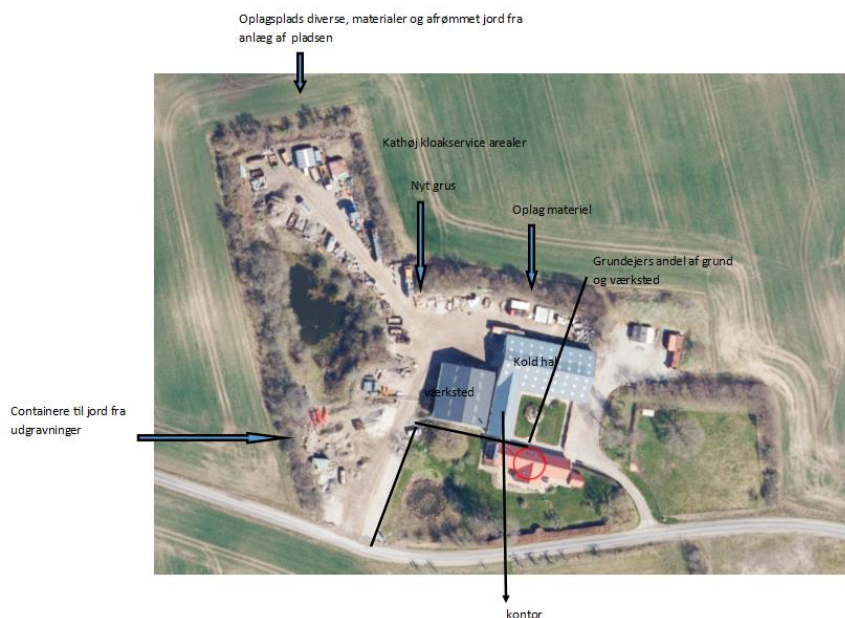 Oplagsplads diverse, materialer og afrømmet jord fra
anlæg af pladsen
Kathøj kloakservice arealer
Nyt grus
Oplag materiel
Grundejers andel af grund
og værksted
Kold hal
værksted
Containere til jord fra
udgravninger
kontor